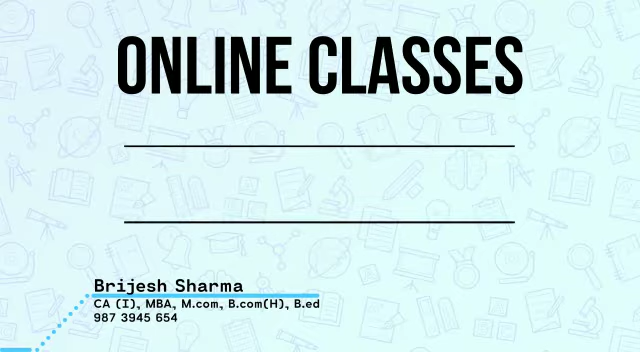 ONLINE CLASSES
Brijesh Sharma
CA (I), MBA, M.com, B.com(H), B.ed
987 3945 654